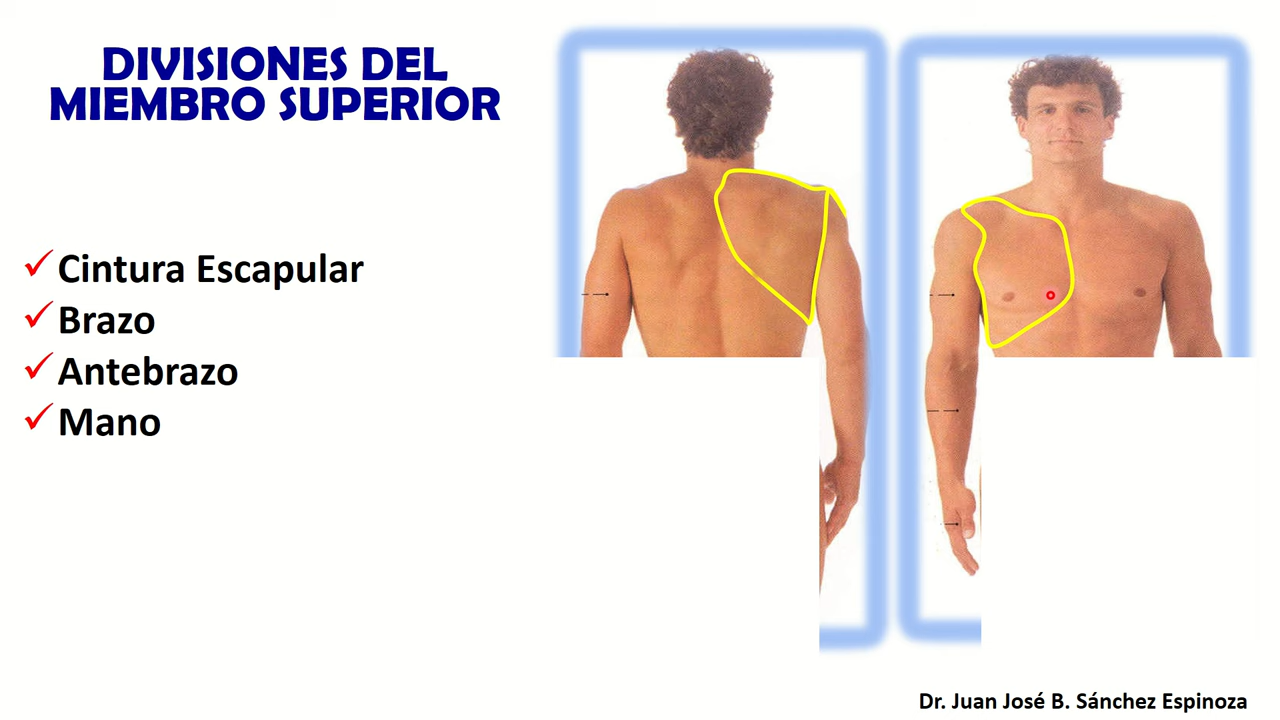 DIVISIONES DEL
MIEMBRO SUPERIOR
Cintura Escapular
Brazo
Antebrazo
Mano
Dr. Juan José B. Sánchez Espinoza